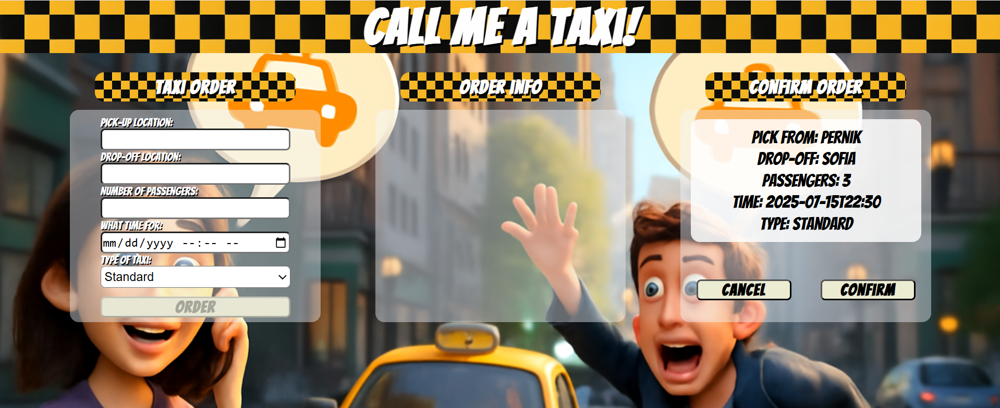 CALL ME A TAXI!
TAXI ORDER
PICK-UP LOCATION:
DROP-OFF LOCATION:
NUMBER OF PASSENGERS:
WHAT TIME FOR:
mm/dd/yyyy --:-- --
TYPE OF TAXI:
Standard
ORDER
ORDER INFO
CONFIRM ORDER
PICK FROM: PERNIK
DROP-OFF: SOFIA
PASSENGERS: 3
TIME: 2025-07-15T22:30
TYPE: STANDARD
CANCEL
CONFIRM